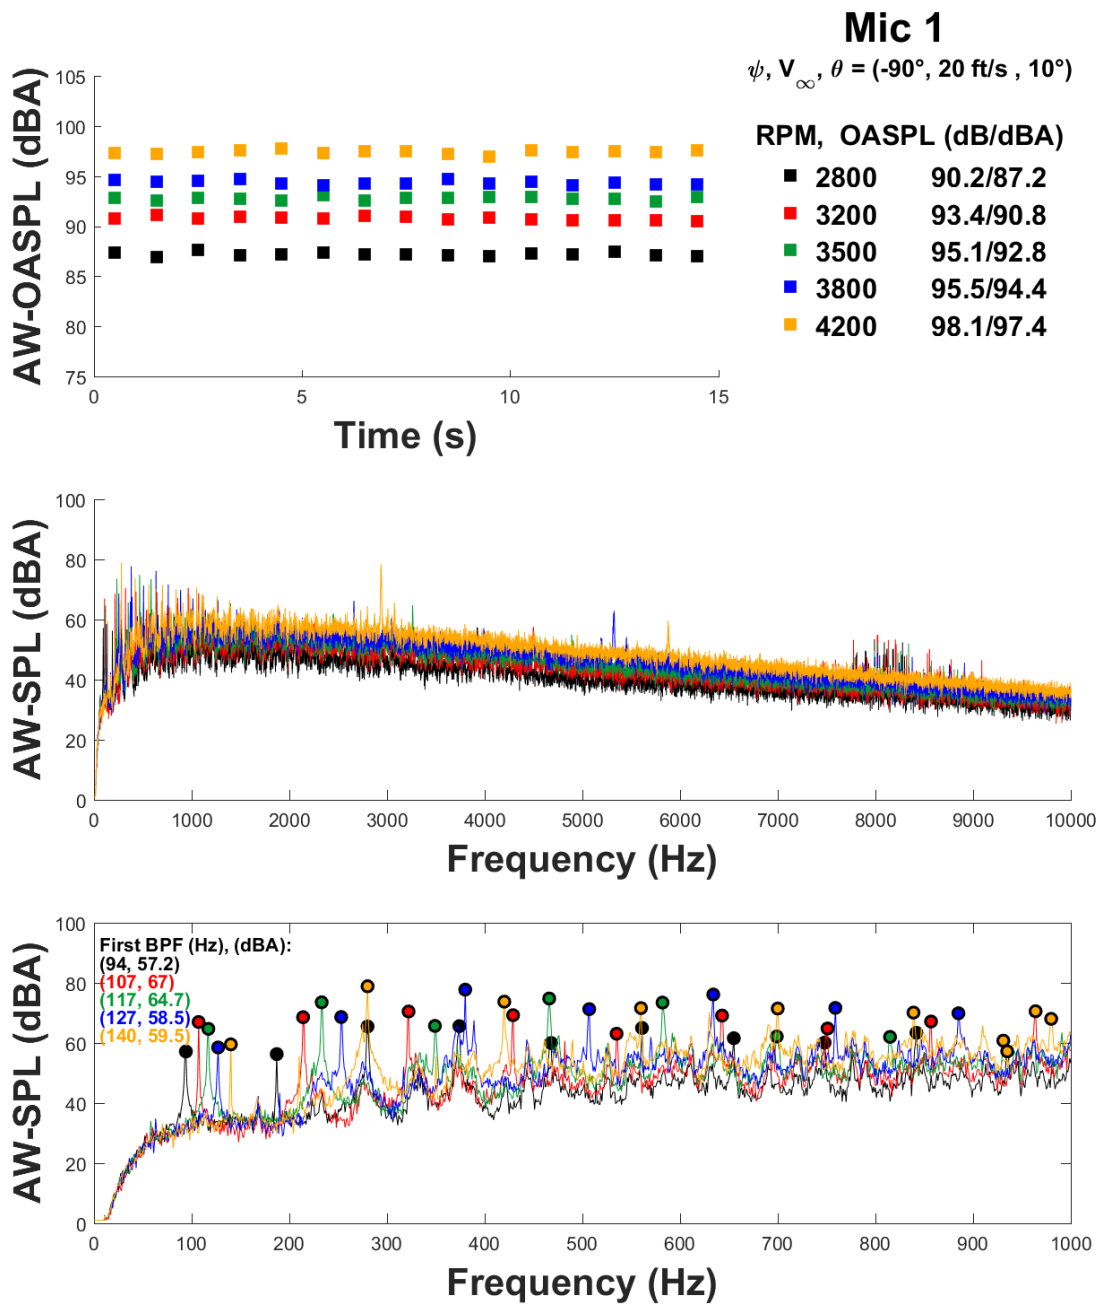 Mic 1
ψ, V∞, θ = (-90°, 20 ft/s , 10°)
RPM, OASPL (dB/dBA)
2800 90.2/87.2
3200 93.4/90.8
3500 95.1/92.8
3800 95.5/94.4
4200 98.1/97.4
AW-OASPL (dBA)
105
100
95
90
85
80
75
0 5 10 15
Time (s)
AW-SPL (dBA)
100
80
60
40
20
0
0 1000 2000 3000 4000 5000 6000 7000 8000 9000 10000
Frequency (Hz)
AW-SPL (dBA)
100
80
60
40
20
0
First BPF (Hz), (dBA):
(94, 57.2)
(107, 67)
(117, 64.7)
(127, 58.5)
(140, 59.5)
0 100 200 300 400 500 600 700 800 900 1000
Frequency (Hz)